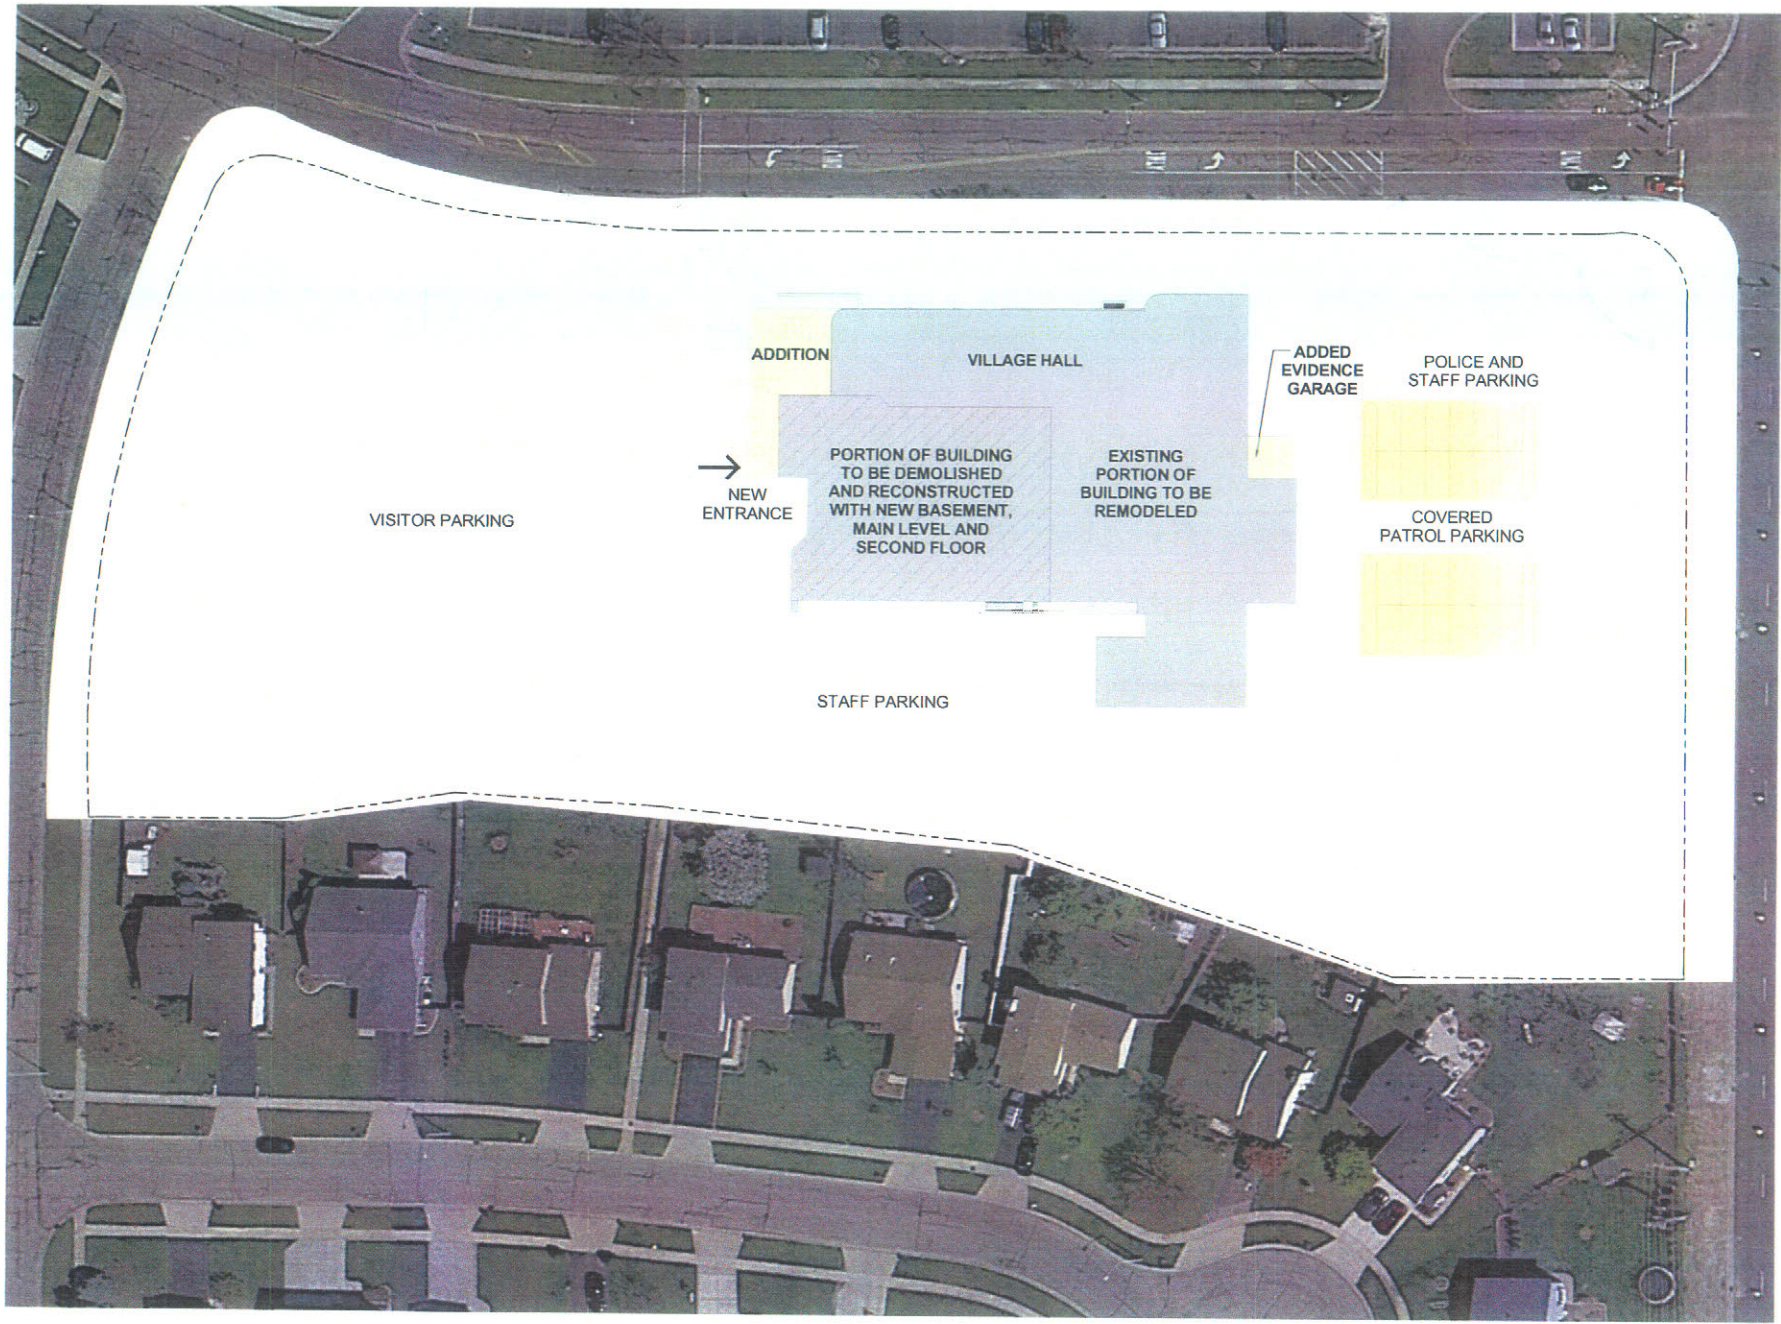 ADDITION
VILLAGE HALL
ADDED
EVIDENCE
GARAGE
POLICE AND
STAFF PARKING
PORTION OF BUILDING
TO BE DEMOLISHED
AND RECONSTRUCTED
WITH NEW BASEMENT,
MAIN LEVEL AND
SECOND FLOOR
EXISTING
PORTION OF
BUILDING TO BE
REMODELED
NEW
ENTRANCE
VISITOR PARKING
COVERED
PATROL PARKING
STAFF PARKING